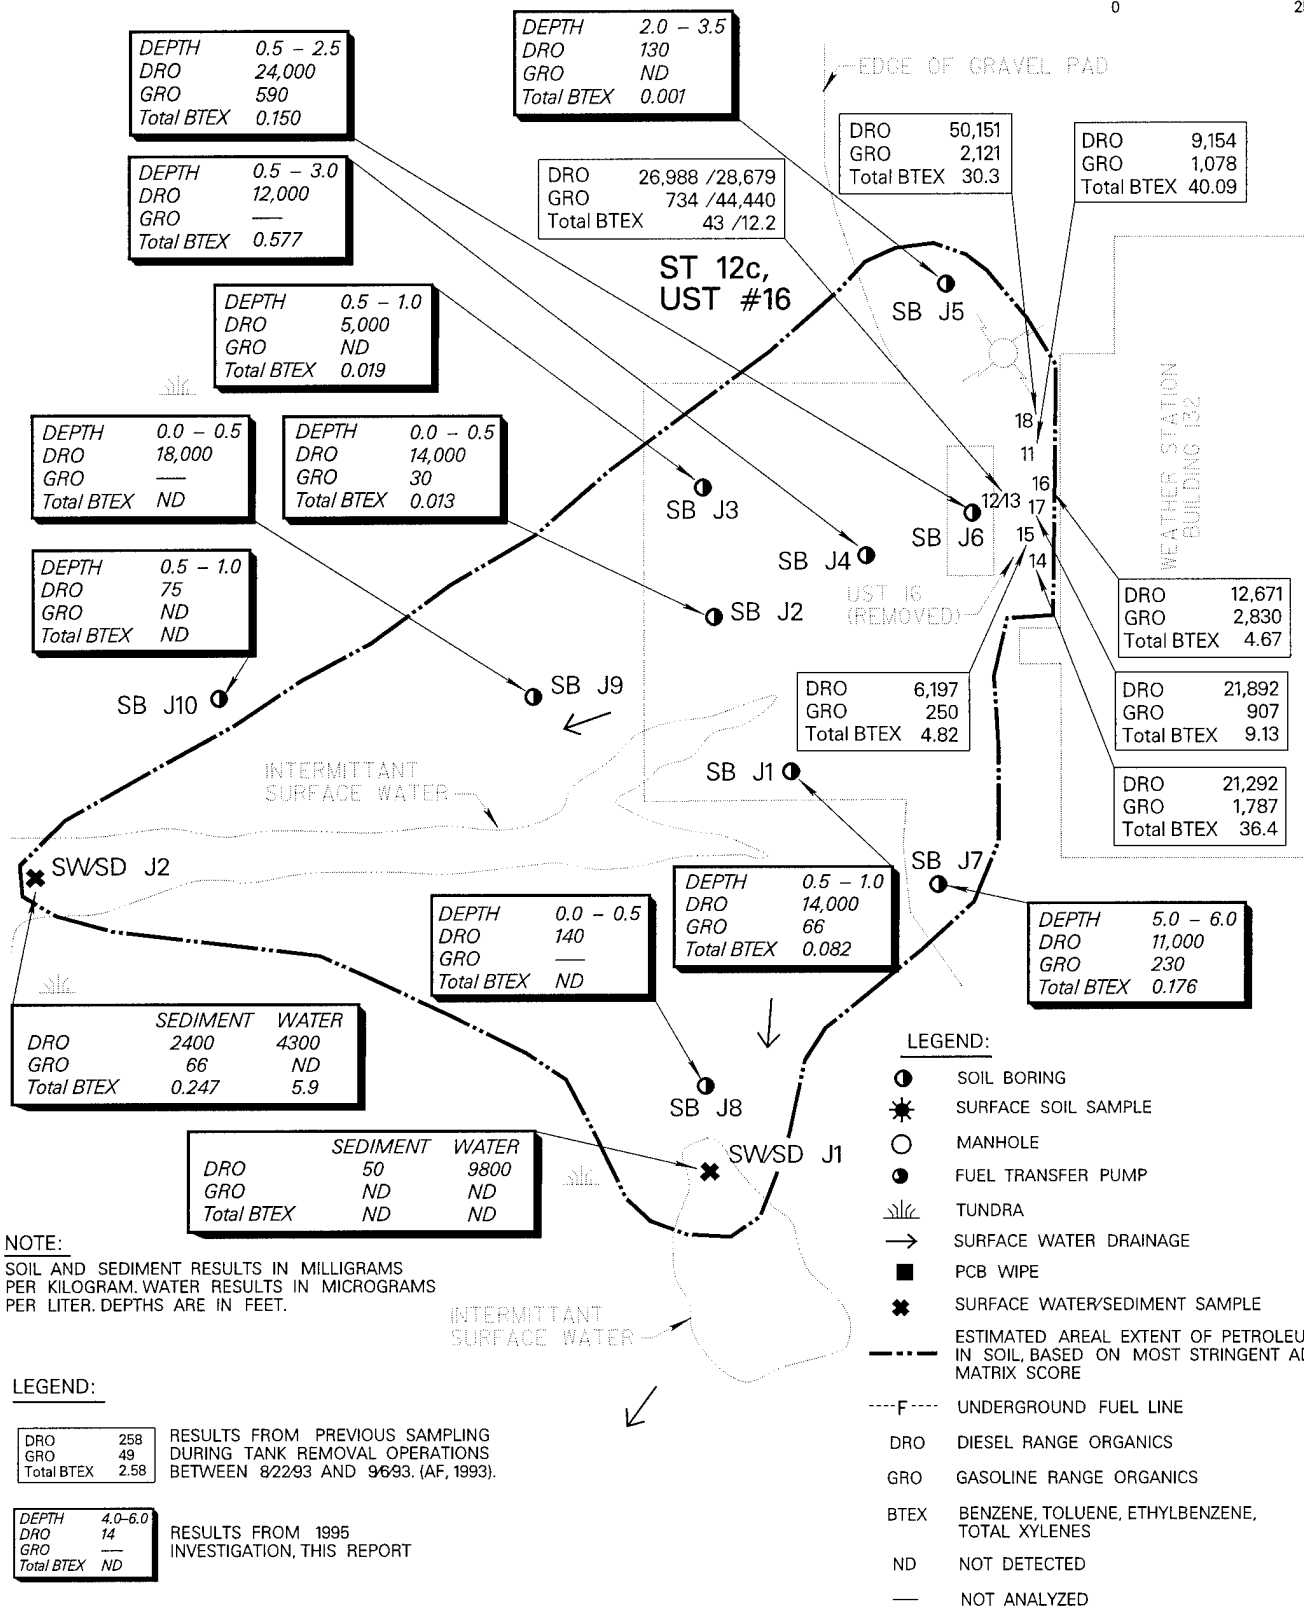 0
DEPTH 0.5 - 2.5
DRO 24,000
GRO 590
Total BTEX 0.150
DEPTH 2.0 - 3.5
DRO 130
GRO ND
Total BTEX 0.001
EDGE OF GRAVEL PAD
DRO 50,151
GRO 2,121
Total BTEX 30.3
DRO 9,154
GRO 1,078
Total BTEX 40.09
DEPTH 0.5 - 3.0
DRO 12,000
GRO —
Total BTEX 0.577
DRO 26,988 /28,679
GRO 734 /44,440
Total BTEX 43 /12.2
ST 12c,
UST #16
SB J5
DEPTH 0.5 - 1.0
DRO 5,000
GRO ND
Total BTEX 0.019
WEATHER STATION
BUILDING 132
DEPTH 0.0 - 0.5
DRO 18,000
GRO —
Total BTEX ND
DEPTH 0.0 - 0.5
DRO 14,000
GRO 30
Total BTEX 0.013
18
11
16
12/13
17
15
14
SB J3
SB J6
SB J4
SB J2
UST 16
(REMOVED)
DEPTH 0.5 - 1.0
DRO 75
GRO ND
Total BTEX ND
DRO 12,671
GRO 2,830
Total BTEX 4.67
SB J10
SB J9
DRO 6,197
GRO 250
Total BTEX 4.82
DRO 21,892
GRO 907
Total BTEX 9.13
INTERMITTANT
SURFACE WATER
SB J1
DRO 21,292
GRO 1,787
Total BTEX 36.4
SW/SD J2
SB J7
DEPTH 0.0 - 0.5
DRO 140
GRO —
Total BTEX ND
DEPTH 0.5 - 1.0
DRO 14,000
GRO 66
Total BTEX 0.082
DEPTH 5.0 - 6.0
DRO 11,000
GRO 230
Total BTEX 0.176
SEDIMENT WATER
DRO 2400 4300
GRO 66 ND
Total BTEX 0.247 5.9
SB J8
SW/SD J1
SEDIMENT WATER
DRO 50 9800
GRO ND ND
Total BTEX ND ND
NOTE:
SOIL AND SEDIMENT RESULTS IN MILLIGRAMS
PER KILOGRAM. WATER RESULTS IN MICROGRAMS
PER LITER. DEPTHS ARE IN FEET.
INTERMITTANT
SURFACE WATER
LEGEND:
DRO 258
GRO 49
Total BTEX 2.58
RESULTS FROM PREVIOUS SAMPLING
DURING TANK REMOVAL OPERATIONS
BETWEEN 8/22/93 AND 9/6/93. (AF, 1993).
DEPTH 4.0-6.0
DRO 14
GRO —
Total BTEX ND
RESULTS FROM 1995
INVESTIGATION, THIS REPORT
LEGEND:
SOIL BORING
SURFACE SOIL SAMPLE
MANHOLE
FUEL TRANSFER PUMP
TUNDRA
SURFACE WATER DRAINAGE
PCB WIPE
SURFACE WATER/SEDIMENT SAMPLE
ESTIMATED AREAL EXTENT OF
IN SOIL, BASED ON MOST STRINGENT
MATRIX SCORE
----F---- UNDERGROUND FUEL LINE
DRO DIESEL RANGE ORGANICS
GRO GASOLINE RANGE ORGANICS
BTEX BENZENE, TOLUENE, ETHYLBENZENE,
TOTAL XYLENES
ND NOT DETECTED
— NOT ANALYZED